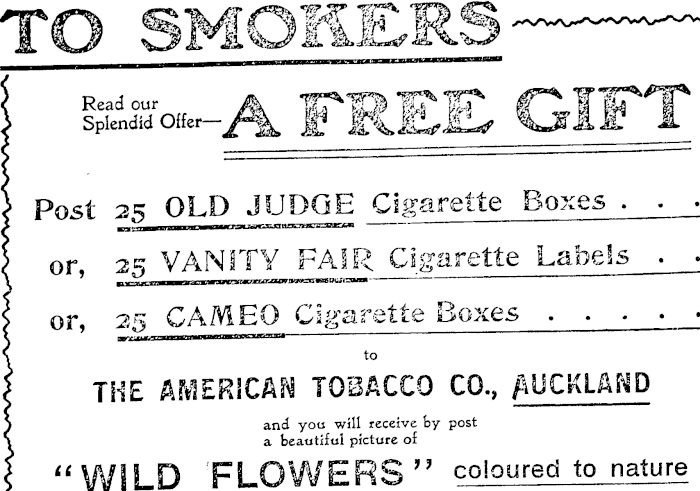 TO SMOKERS
Read our
Splendid Offer—
A FREE GIFT
Post 25 OLD JUDGE Cigarette Boxes . . .
or, 25 VANITY FAIR Cigarette Labels . .
or, 25 CAMEO Cigarette Boxes . . . . .
to
THE AMERICAN TOBACCO CO., AUCKLAND
and you will receive by post
a beautiful picture of
"WILD FLOWERS" coloured to nature